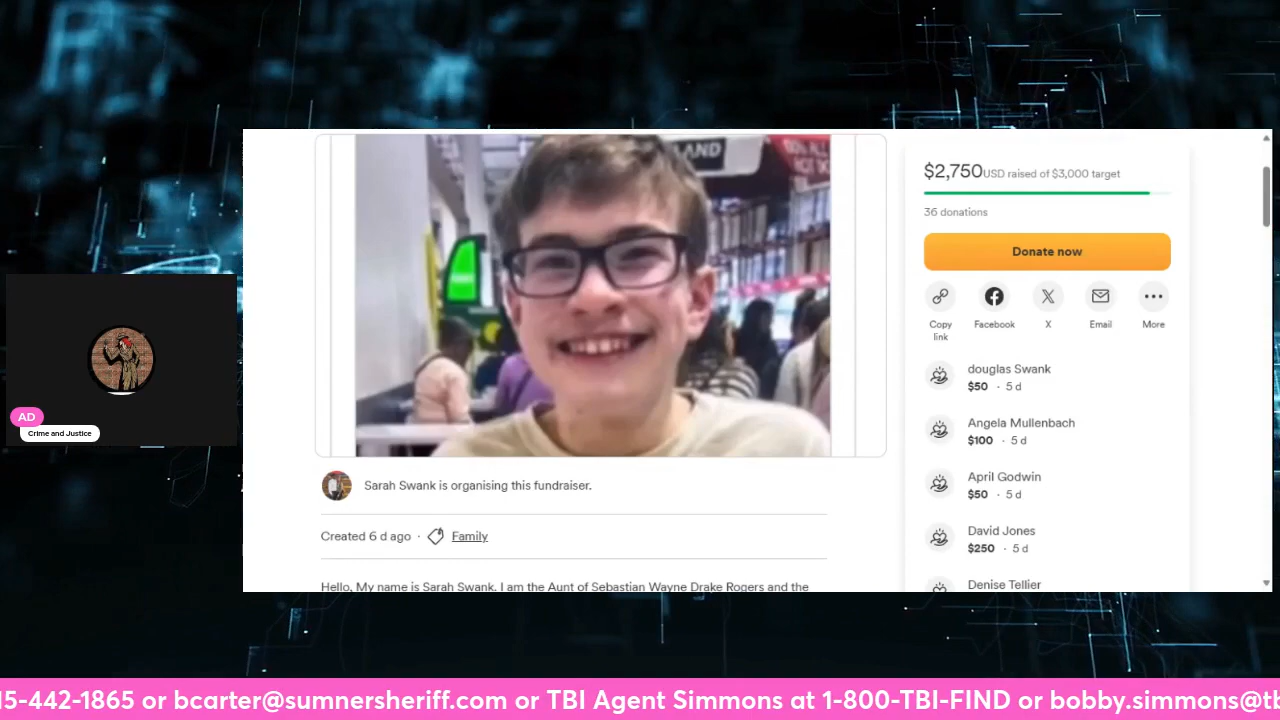 LAND
$2,750 USD raised of $3,000 target
36 donations
Donate now
Copy link
Facebook
X
Email
More
douglas Swank
$50 · 5 d
Angela Mullenbach
$100 · 5 d
April Godwin
$50 · 5 d
David Jones
$250 · 5 d
Denise Tellier
AD
Crime and Justice
Sarah Swank is organising this fundraiser.
Created 6 d ago · Family
Hello, My name is Sarah Swank. I am the Aunt of Sebastian Wayne Drake Rogers and the
15-442-1865 or bcarter@sumnersheriff.com or TBI Agent Simmons at 1-800-TBI-FIND or bobby.simmons@tb